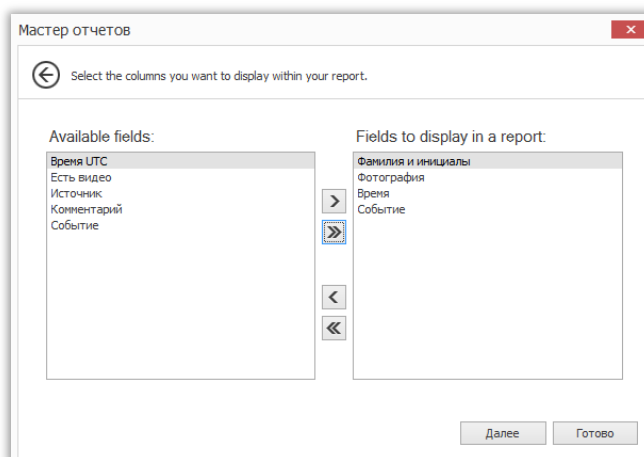 Мастер отчетов
Select the columns you want to display within your report.
Available fields:
Время UTC
Есть видео
Источник
Комментарий
Событие
Fields to display in a report:
Фамилия и инициалы
Фотография
Время
Событие
Далее
Готово